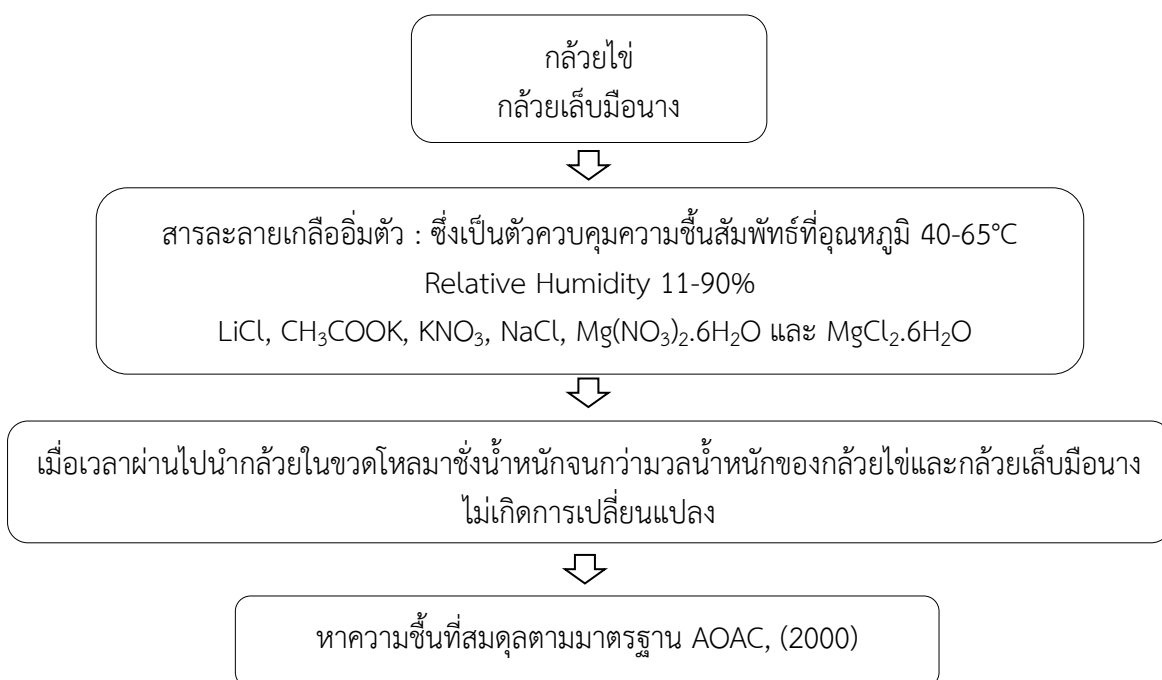 กล้วยไข่
กล้วยเล็บมือนาง
สารละลายเกลืออิ่มตัว : ซึ่งเป็นตัวควบคุมความชื้นสัมพัทธ์ที่อุณหภูมิ 40-65°C
Relative Humidity 11-90%
LiCl, CH₃COOK, KNO₃, NaCl, Mg(NO₃)₂.6H₂O และ MgCl₂.6H₂O
เมื่อเวลาผ่านไปนำกล้วยในขวดโหลมาชั่งน้ำหนักจนกว่ามวลน้ำหนักของกล้วยไข่และกล้วยเล็บมือนาง
ไม่เกิดการเปลี่ยนแปลง
หาความชื้นที่สมดุลตามมาตรฐาน AOAC, (2000)